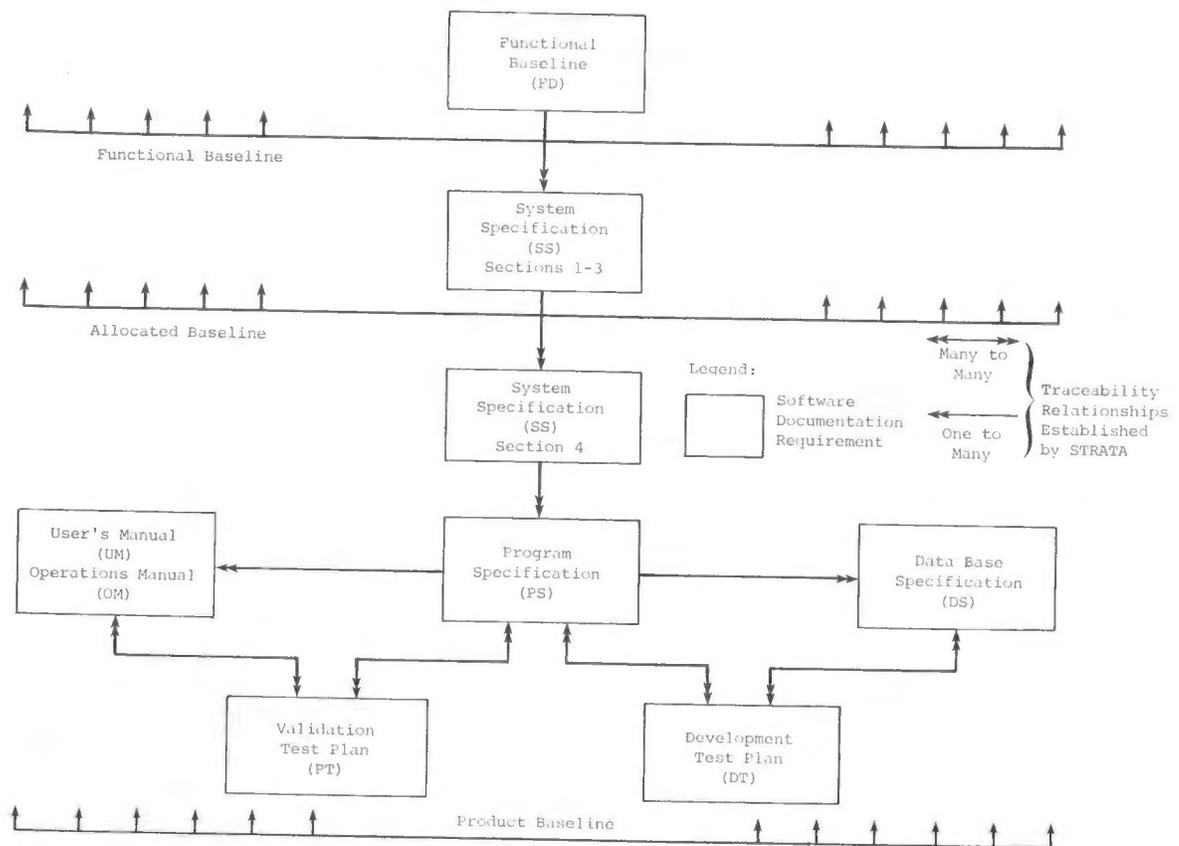 Functional
Baseline
(FD)
Functional Baseline
System
Specification
(SS)
Sections 1-3
Allocated Baseline
System
Specification
(SS)
Section 4
Legend:
Software
Documentation
Requirement
Many to
Many
One to
Many
Traceability
Relationships
Established
by STRATA
User's Manual
(UM)
Operations Manual
(OM)
Program
Specification
(PS)
Data Base
Specification
(DS)
Validation
Test Plan
(PT)
Development
Test Plan
(DT)
Product Baseline